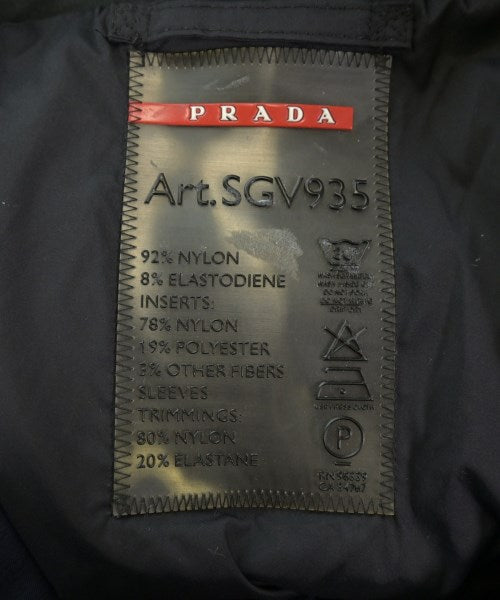 PRADA
Art.SGV935
92% NYLON
8% ELASTODIENE
INSERTS:
78% NYLON
19% POLYESTER
3% OTHER FIBERS
SLEEVES
TRIMMINGS:
80% NYLON
20% ELASTANE
P